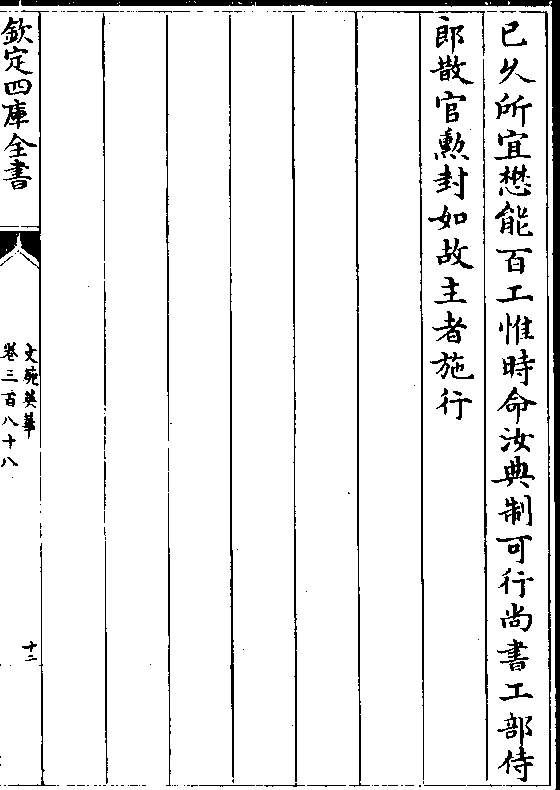 已久所宜懋能百工惟時命汝典制可行尚書工部侍
郎散官勲封如故主者施行
欽定四庫全書
文苑英華
卷三百八十八
十二